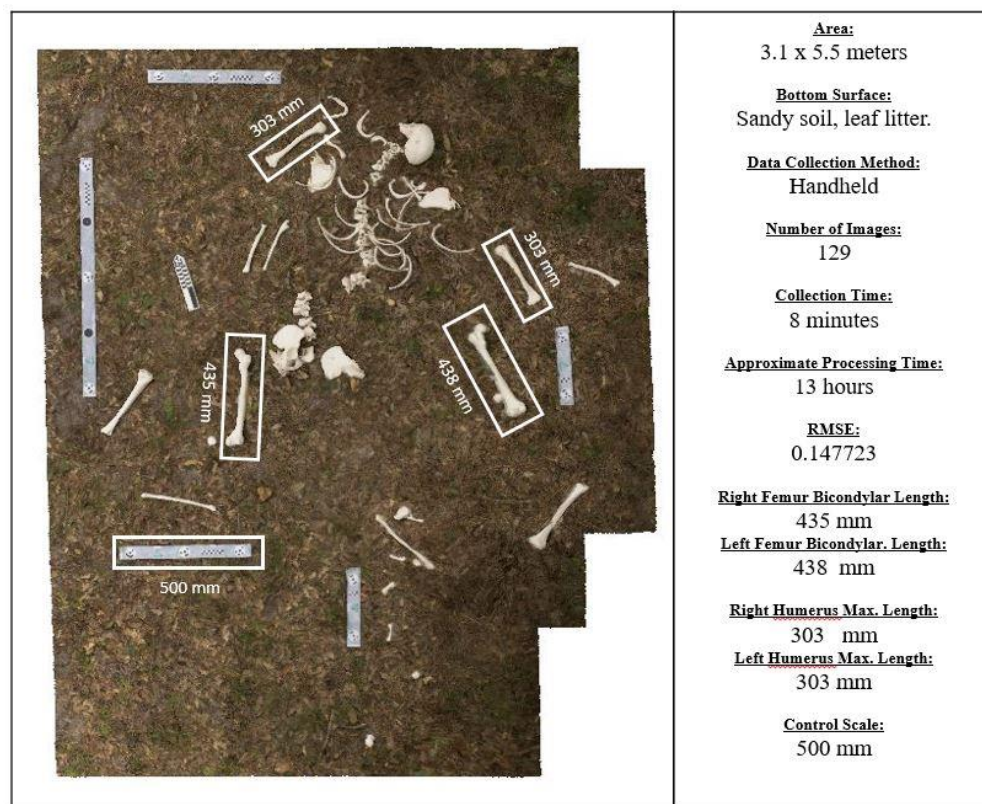 303 mm
303 mm
438 mm
435 mm
500 mm
Area:
3.1 x 5.5 meters
Bottom Surface:
Sandy soil, leaf litter.
Data Collection Method:
Handheld
Number of Images:
129
Collection Time:
8 minutes
Approximate Processing Time:
13 hours
RMSE:
0.147723
Right Femur Bicondylar Length:
435 mm
Left Femur Bicondylar. Length:
438 mm
Right Humerus Max. Length:
303 mm
Left Humerus Max. Length:
303 mm
Control Scale:
500 mm